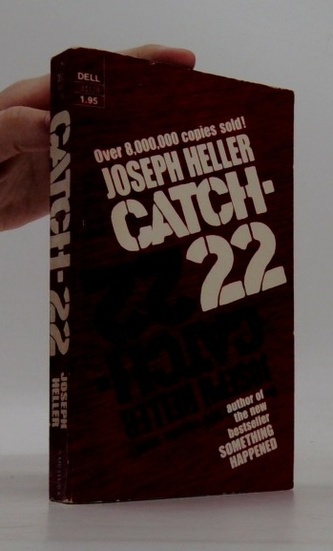 DELL
1.95
Over 8,000,000 copies sold!
JOSEPH HELLER
CATCH-
22
author of
the new
bestseller
SOMETHING
HAPPENED
CATCH-22
JOSEPH
HELLER